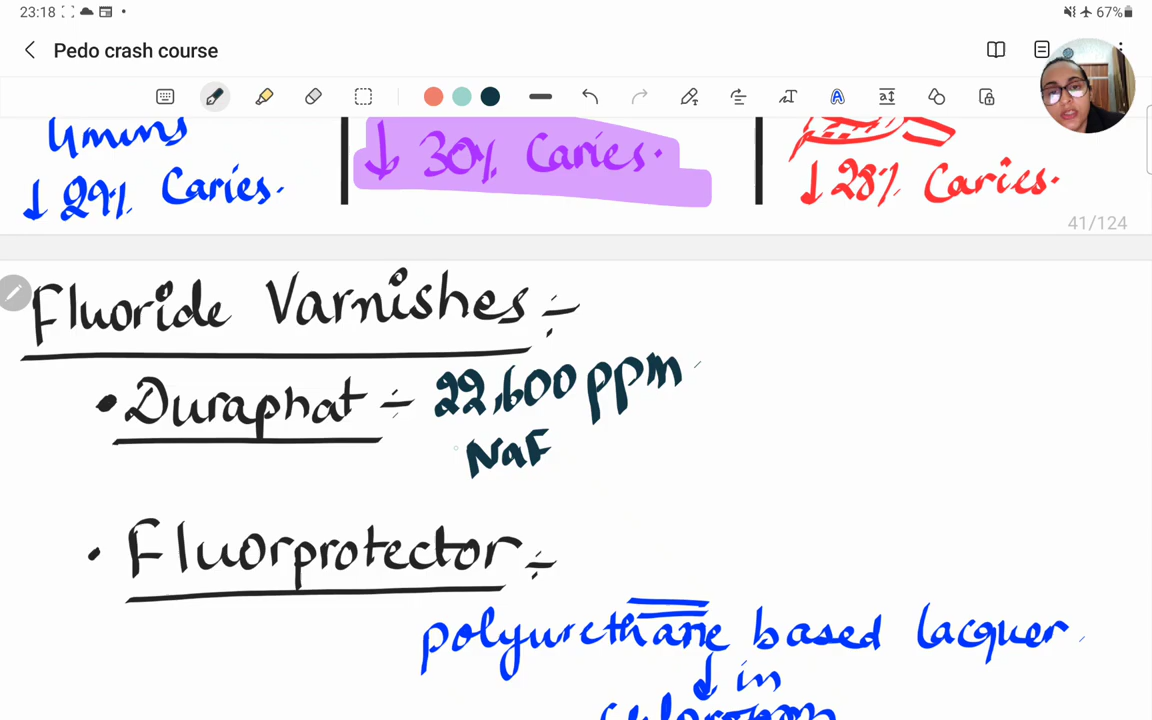 23:18
67%
Pedo crash course
4mins
↓ 29% Caries.
↓ 30% Caries.
↓ 28% Caries.
41/124
Fluoride Varnishes :-
• Duraphat :- 22,600 ppm
NaF
• Fluorprotector :-
polyurethane based lacquer
↓ in